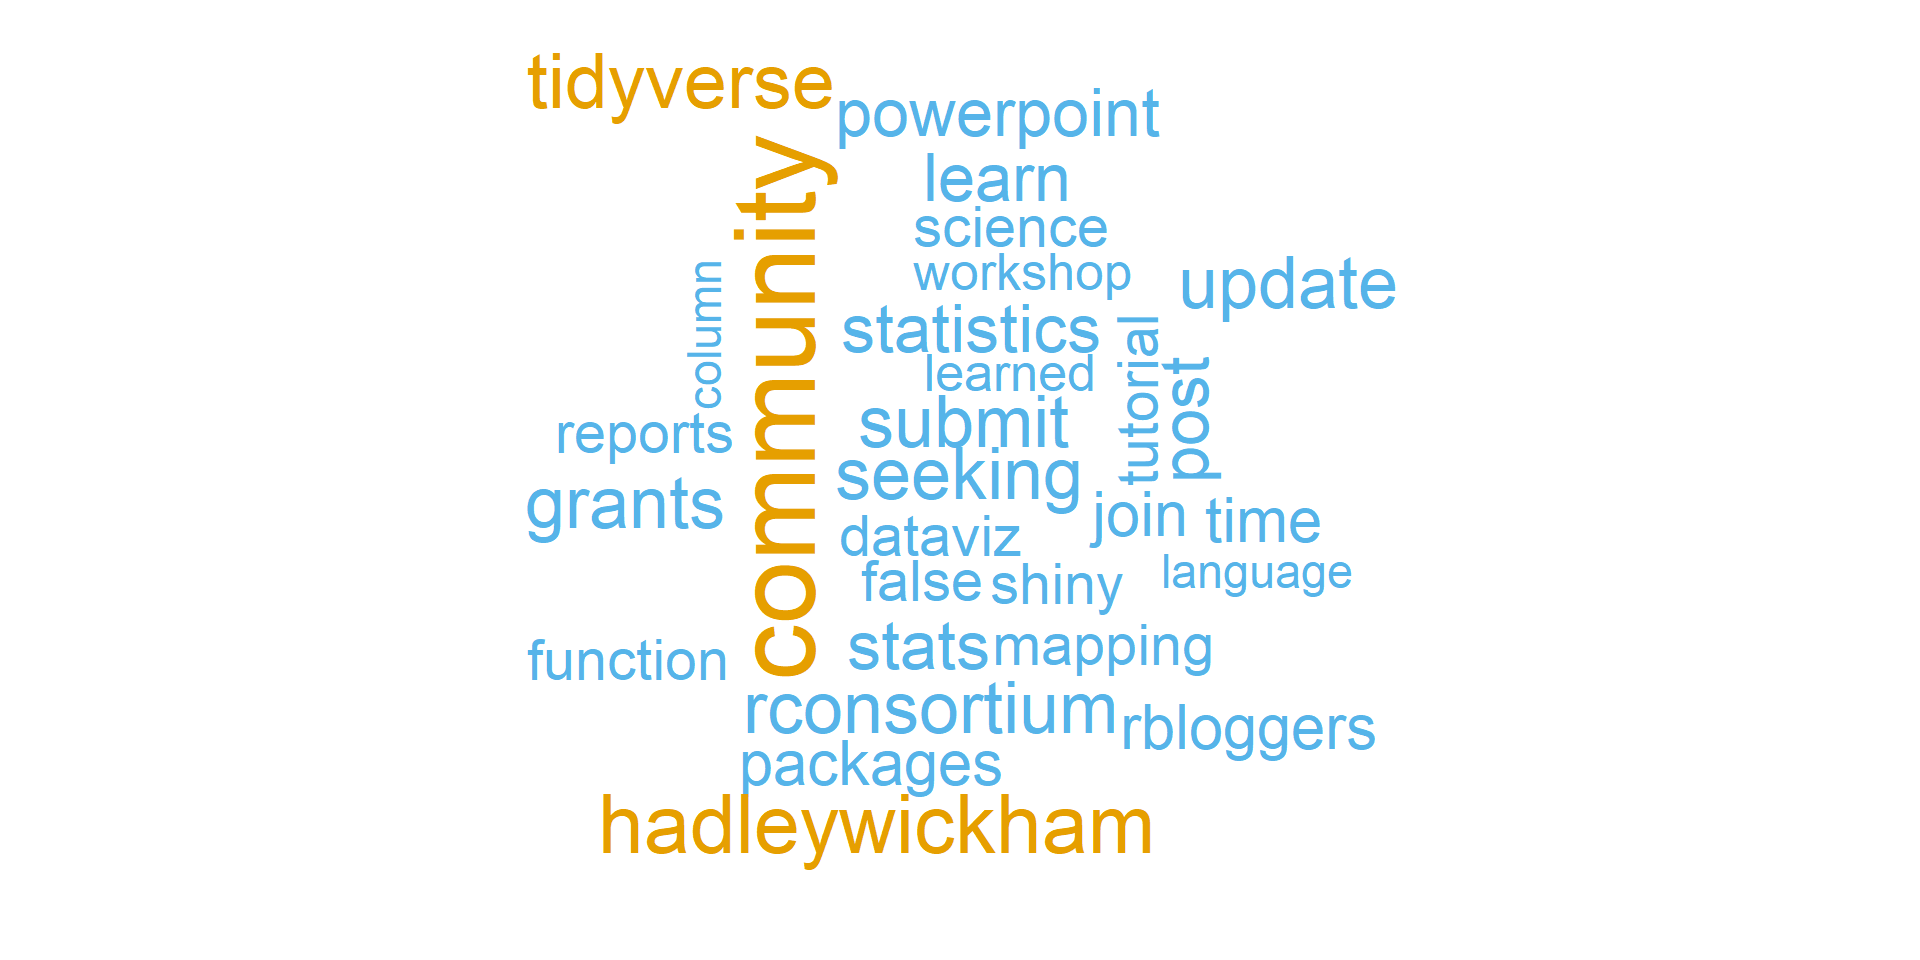 tidyverse
powerpoint
learn
science
workshop
update
column
community
statistics
learned
tutorial
post
reports
submit
seeking
grants
join
time
dataviz
false
shiny
language
function
stats
mapping
rconsortium
rbloggers
packages
hadleywickham